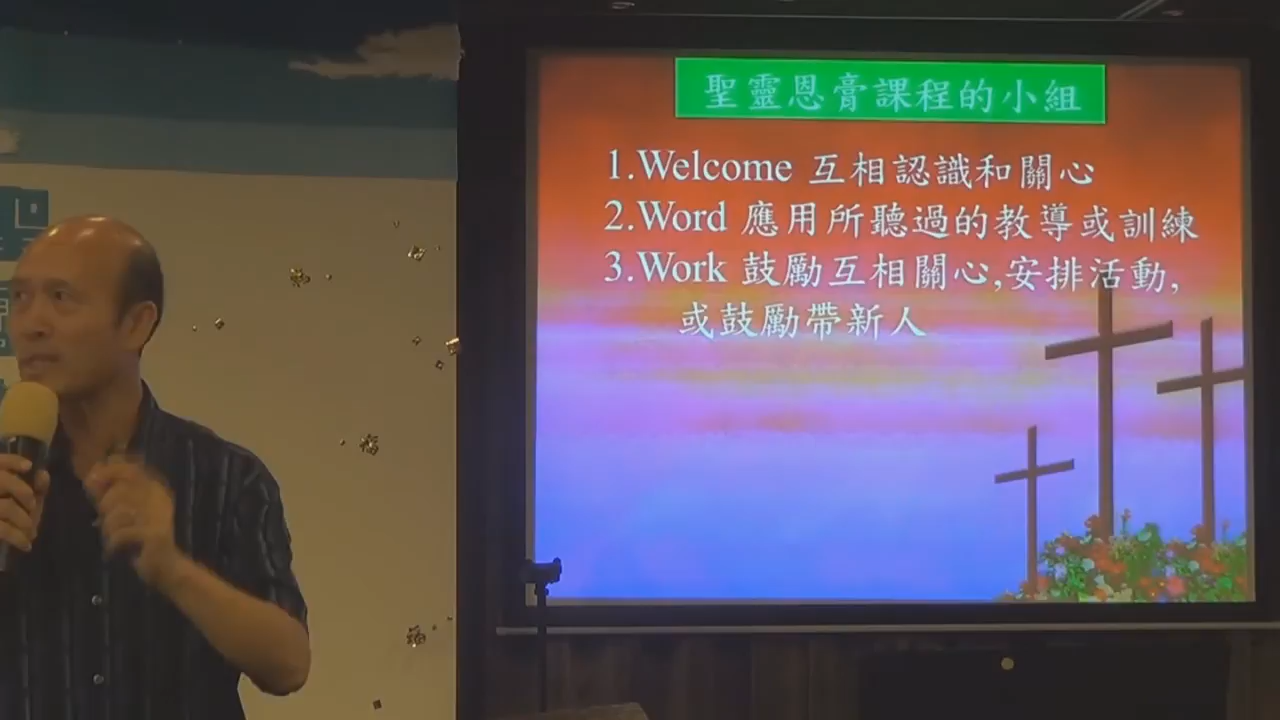 聖靈恩膏課程的小組
1.Welcome 互相認識和關心
2.Word 應用所聽過的教導或訓練
3.Work 鼓勵互相關心,安排活動,
或鼓勵帶新人